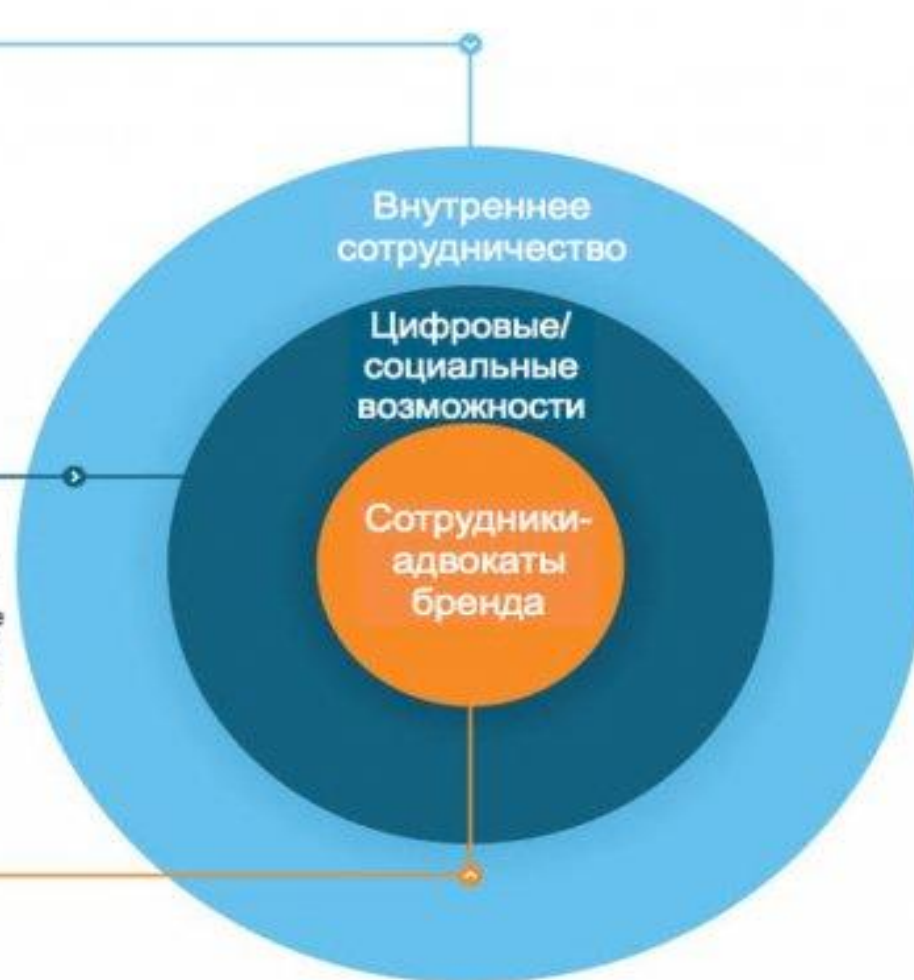 Внутреннее
сотрудничество
Цифровые/
социальные
возможности
Сотрудники-
адвокаты
бренда